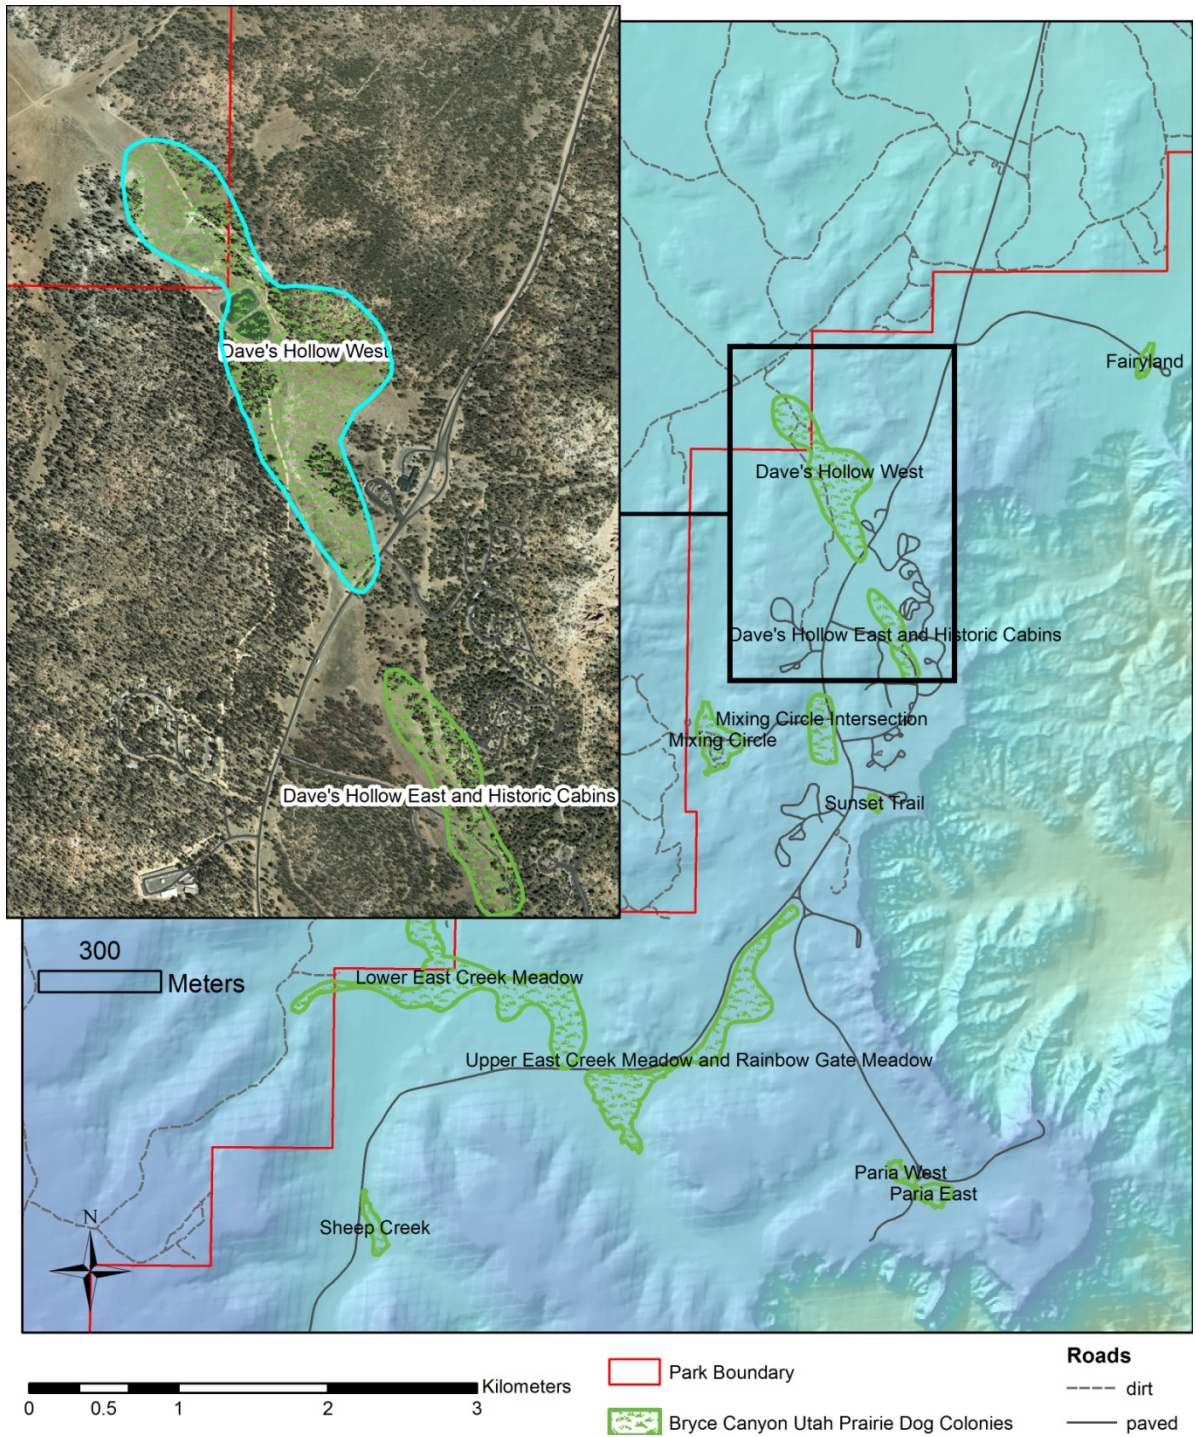 Dave's Hollow West
Dave's Hollow East and Historic Cabins
Fairyland
Dave's Hollow West
Dave's Hollow East and Historic Cabins
Mixing Circle Intersection
Mixing Circle
Sunset Trail
300
Meters
Lower East Creek Meadow
Upper East Creek Meadow and Rainbow Gate Meadow
Paria West
Paria East
Sheep Creek
N
Kilometers
0 0.5 1 2 3
Park Boundary
Bryce Canyon Utah Prairie Dog Colonies
Roads
dirt
paved